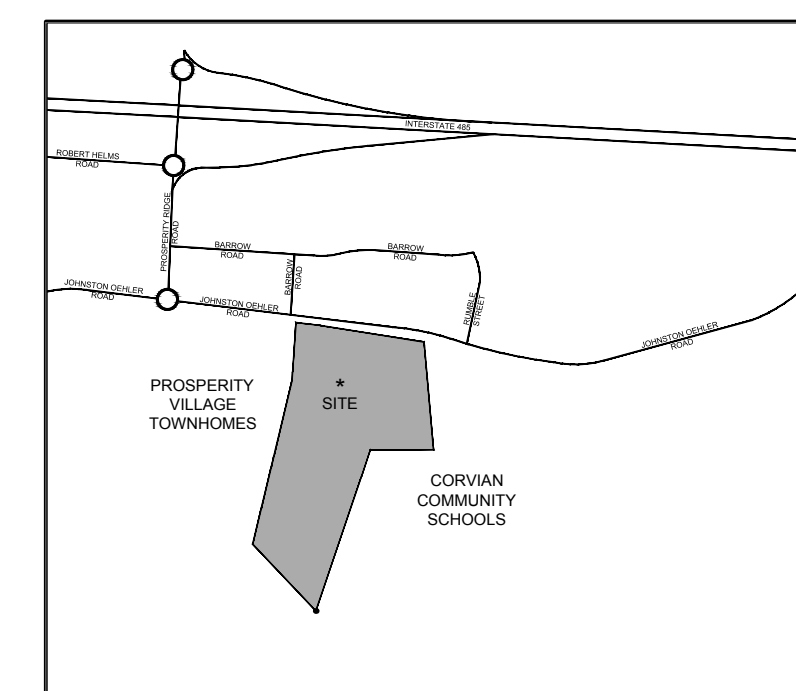 INTERSTATE 485
ROBERT HELMS
ROAD
PROSPERITY RIDGE
ROAD
BARROW
ROAD
BARROW
ROAD
BARROW
ROAD
RUMBLE
STREET
JOHNSTON OEHLER
ROAD
JOHNSTON OEHLER
ROAD
JOHNSTON OEHLER
ROAD
*
SITE
PROSPERITY
VILLAGE
TOWNHOMES
CORVIAN
COMMUNITY
SCHOOLS